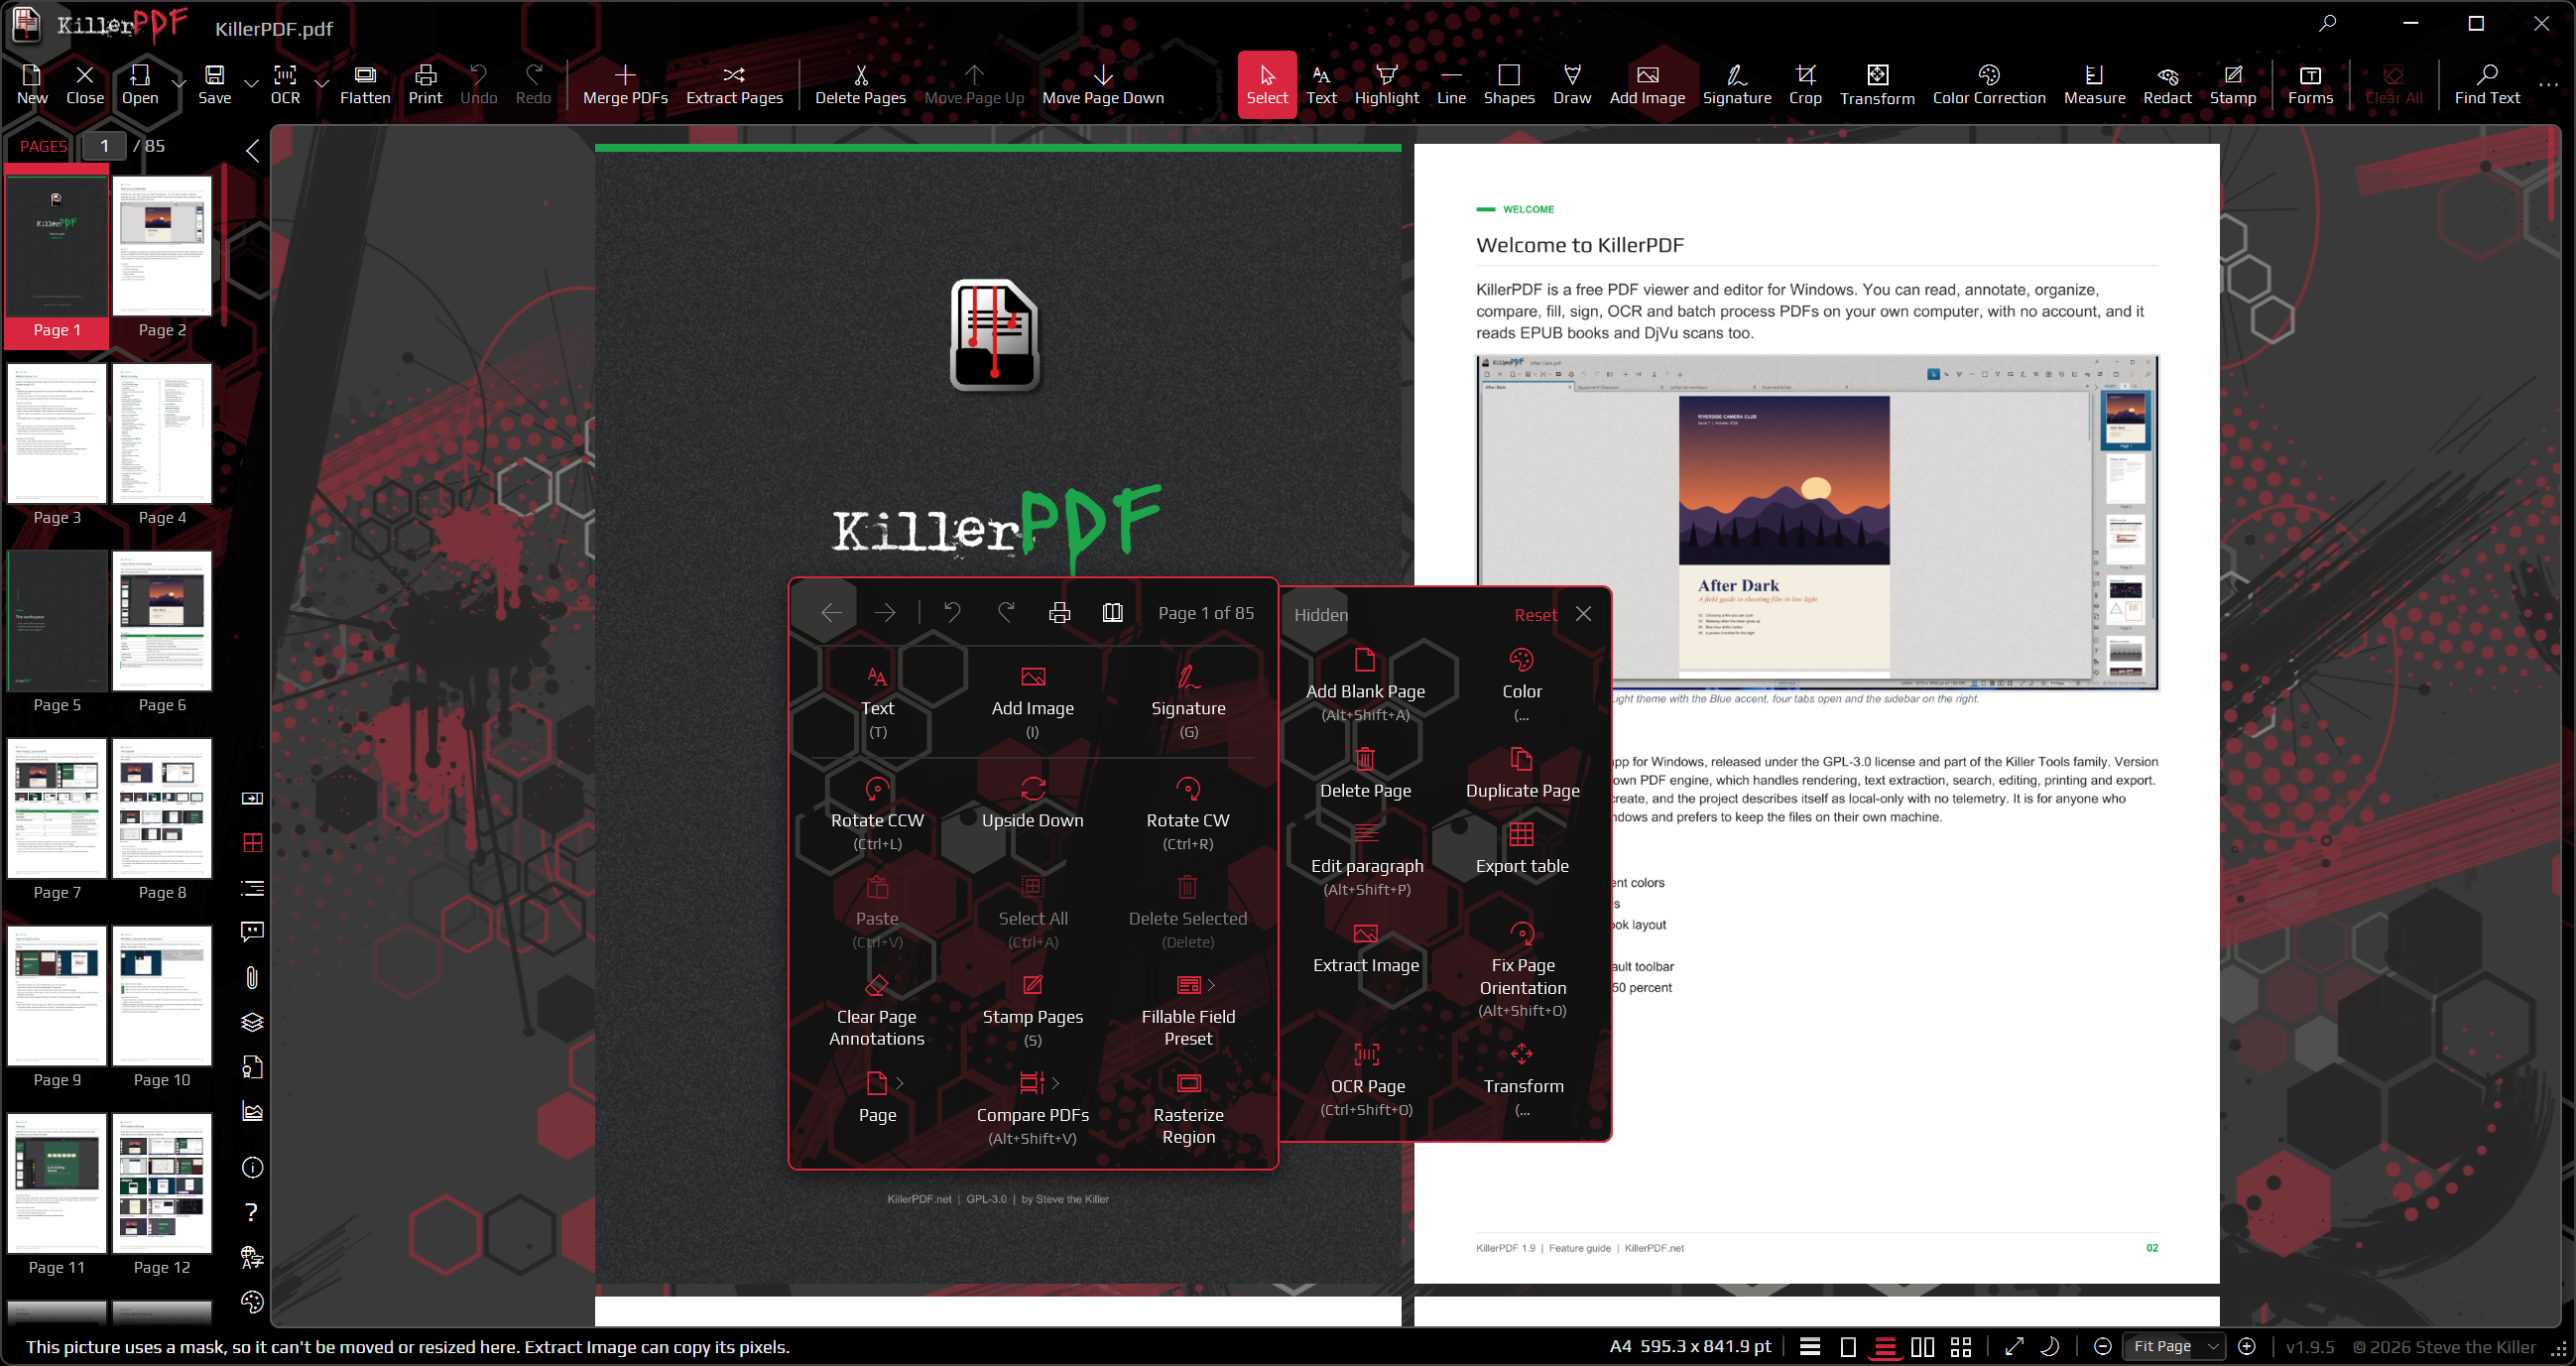 KillerPDF
KillerPDF.pdf
New
Close
Open
Save
OCR
Flatten
Print
Undo
Redo
Merge PDFs
Extract Pages
Delete Pages
Move Page Up
Move Page Down
Select
Text
Highlight
Line
Shapes
Draw
Add Image
Signature
Crop
Transform
Color Correction
Measure
Redact
Stamp
Forms
Clear All
Find Text
PAGES 1 / 85
Page 1
Page 2
Page 3
Page 4
Page 5
Page 6
Page 7
Page 8
Page 9
Page 10
Page 11
Page 12
KillerPDF
KillerPDF.net | GPL-3.0 | by Steve the Killer
Page 1 of 85
Text
(T)
Add Image
(I)
Signature
(G)
Rotate CCW
(Ctrl+L)
Upside Down
Rotate CW
(Ctrl+R)
Paste
(Ctrl+V)
Select All
(Ctrl+A)
Delete Selected
(Delete)
Clear Page
Annotations
Stamp Pages
(S)
Fillable Field
Preset
Page
Compare PDFs
(Alt+Shift+V)
Rasterize
Region
Hidden
Reset
Add Blank Page
(Alt+Shift+A)
Color
(...
Delete Page
Duplicate Page
Edit paragraph
(Alt+Shift+P)
Export table
Extract Image
Fix Page
Orientation
(Alt+Shift+O)
OCR Page
(Ctrl+Shift+O)
Transform
(...
WELCOME
Welcome to KillerPDF
KillerPDF is a free PDF viewer and editor for Windows. You can read, annotate, organize,
compare, fill, sign, OCR and batch process PDFs on your own computer, with no account, and it
reads EPUB books and DjVu scans too.
RIVERSIDE CAMERA CLUB
After Dark
A field guide to shooting film in low light
ight theme with the Blue accent, four tabs open and the sidebar on the right.
app for Windows, released under the GPL-3.0 license and part of the Killer Tools family. Version
own PDF engine, which handles rendering, text extraction, search, editing, printing and export.
create, and the project describes itself as local-only with no telemetry. It is for anyone who
ndows and prefers to keep the files on their own machine.
ent colors
s
ok layout
ault toolbar
50 percent
KillerPDF 1.9 | Feature guide | KillerPDF.net
02
This picture uses a mask, so it can't be moved or resized here. Extract Image can copy its pixels.
A4 595.3 x 841.9 pt
Fit Page
v1.9.5
© 2026 Steve the Killer